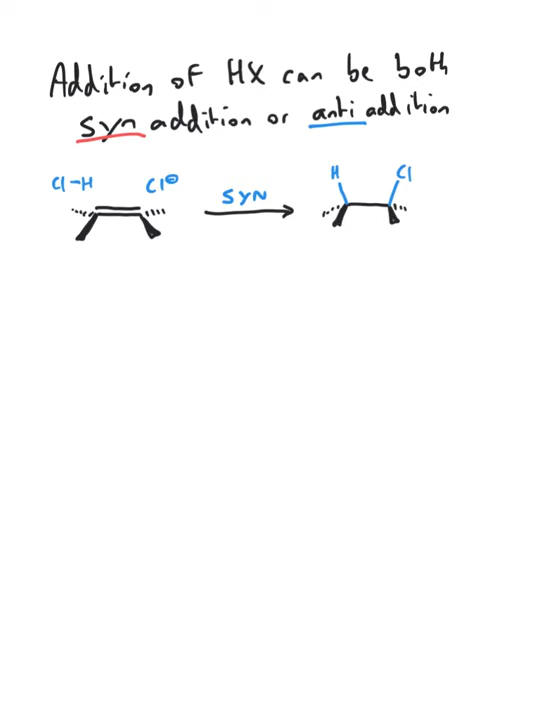 Addition of HX can be both
syn addition or anti addition
Cl-H Cl⊖ SYN H Cl